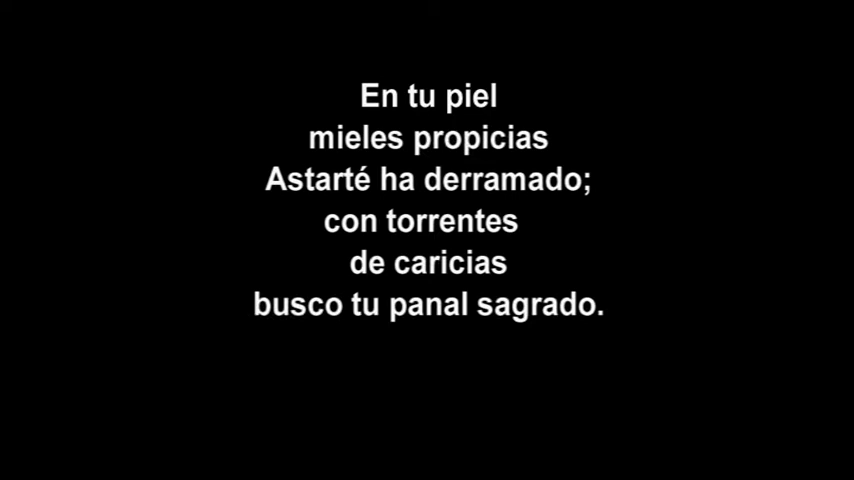 En tu piel
mieles propicias
Astarté ha derramado;
con torrentes
de caricias
busco tu panal sagrado.